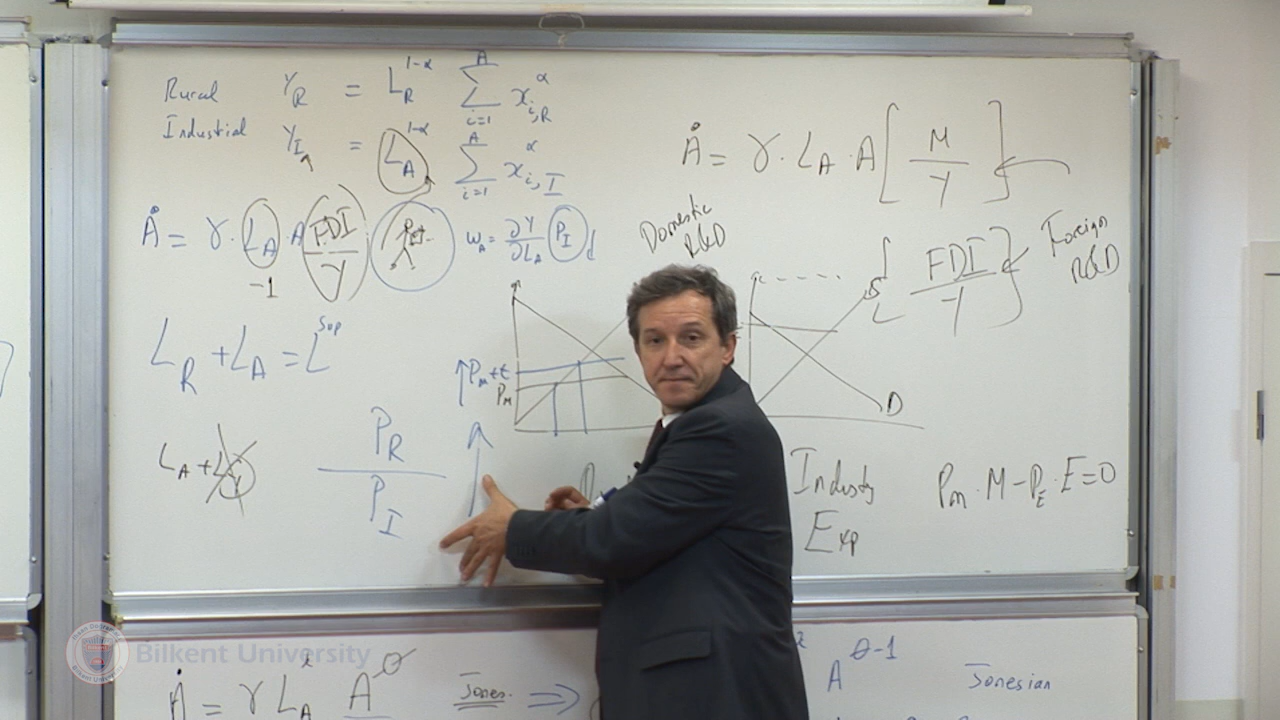 Rural Y_R = L_R^{1-α} Σ_{i=1}^{A} x_{i,R}^α
Industrial Y_I = L_A^{1-α} Σ_{i=1}^{A} x_{i,I}^α
Å = γ · L_A · A [ M / Y ]
Å = γ · L_A A (FDI / Y)
-1
w_A = ∂Y / ∂L_A P_I
Domestic R&D
[ FDI / Y ]
Foreign R&D
L_R + L_A = L^{Sup}
S
P_M + t
P_M
D
L_A + L_Y
P_R / P_I
Industry
Exp
P_m · M - P_E · E = 0
Bilkent University
Å = γ L_A^λ A^ø
Jones. ⇒
A^{ø-1}
Jonesian